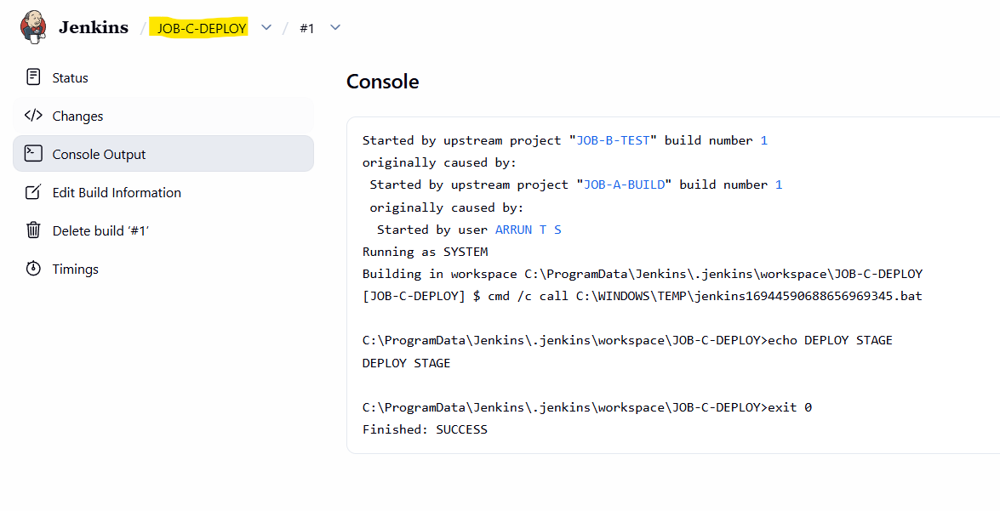 Jenkins / JOB-C-DEPLOY / #1
Status
Changes
Console Output
Edit Build Information
Delete build ‘#1’
Timings
Console
Started by upstream project "JOB-B-TEST" build number 1
originally caused by:
Started by upstream project "JOB-A-BUILD" build number 1
originally caused by:
Started by user ARRUN T S
Running as SYSTEM
Building in workspace C:\ProgramData\Jenkins\.jenkins\workspace\JOB-C-DEPLOY
[JOB-C-DEPLOY] $ cmd /c call C:\WINDOWS\TEMP\jenkins16944590688656969345.bat
C:\ProgramData\Jenkins\.jenkins\workspace\JOB-C-DEPLOY>echo DEPLOY STAGE
DEPLOY STAGE
C:\ProgramData\Jenkins\.jenkins\workspace\JOB-C-DEPLOY>exit 0
Finished: SUCCESS